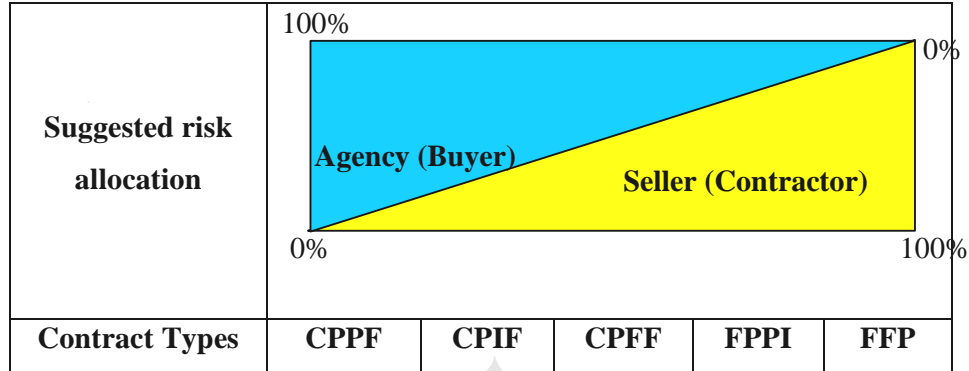 100%
0%
Suggested risk
allocation
Agency (Buyer)
Seller (Contractor)
0%
100%
Contract Types CPPF CPIF CPFF FPPI FFP